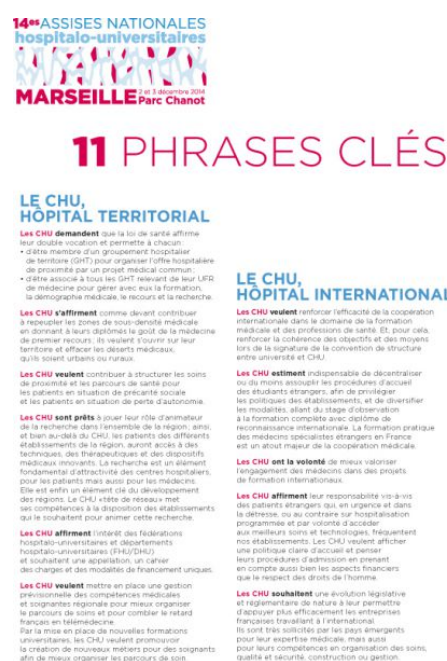 14es ASSISES NATIONALES
hospitalo-universitaires
MARSEILLE 2 et 3 décembre 2014
Parc Chanot
11 PHRASES CLÉS
LE CHU,
HÔPITAL TERRITORIAL
Les CHU demandent que la loi de santé affirme
leur double vocation et permette à chacun :
• d'être membre d'un groupement hospitalier
de territoire (GHT) pour organiser l'offre hospitalière
de proximité par un projet médical commun ;
• d'être associé à tous les GHT relevant de leur UFR
de médecine pour gérer avec eux la formation,
la démographie médicale, le recours et la recherche.
Les CHU s'affirment comme devant contribuer
à repeupler les zones de sous-densité médicale
en donnant à leurs diplômés le goût de la médecine
de premier recours ; ils veulent s'ouvrir sur leur
territoire et effacer les déserts médicaux,
qu'ils soient urbains ou ruraux.
Les CHU veulent contribuer à structurer les soins
de proximité et les parcours de santé pour
les patients en situation de précarité sociale
et les patients en situation de perte d'autonomie.
Les CHU sont prêts à jouer leur rôle d'animateur
de la recherche dans l'ensemble de la région ; ainsi,
et bien au-delà du CHU, les patients des différents
établissements de la région, auront accès à des
techniques, des thérapeutiques et des dispositifs
médicaux innovants. La recherche est un élément
fondamental d'attractivité des centres hospitaliers,
pour les patients mais aussi pour les médecins.
Elle est enfin un élément clé du développement
des régions. Le CHU « tête de réseau » met
ses compétences à la disposition des établissements
qui le souhaitent pour animer cette recherche.
Les CHU affirment l'intérêt des fédérations
hospitalo-universitaires et départements
hospitalo-universitaires (FHU/DHU)
et souhaitent une appellation, un cahier
des charges et des modalités de financement uniques.
Les CHU veulent mettre en place une gestion
prévisionnelle des compétences médicales
et soignantes régionale pour mieux organiser
le parcours de soins et pour combler le retard
français en télémédecine.
Par la mise en place de nouvelles formations
universitaires, les CHU veulent promouvoir
la création de nouveaux métiers pour des soignants
afin de mieux organiser les parcours de soin
LE CHU,
HÔPITAL INTERNATIONAL
Les CHU veulent renforcer l'efficacité de la coopération
internationale dans le domaine de la formation
médicale et des professions de santé. Et, pour cela,
renforcer la cohérence des objectifs et des moyens
lors de la signature de la convention de structure
entre université et CHU.
Les CHU estiment indispensable de décentraliser
ou du moins assouplir les procédures d'accueil
des étudiants étrangers, afin de privilégier
les politiques des établissements, et de diversifier
les modalités, allant du stage d'observation
à la formation complète avec diplôme de
reconnaissance internationale. La formation pratique
des médecins spécialistes étrangers en France
est un atout majeur de la coopération médicale.
Les CHU ont la volonté de mieux valoriser
l'engagement des médecins dans des projets
de formation internationaux.
Les CHU affirment leur responsabilité vis-à-vis
des patients étrangers qui, en urgence et dans
la détresse, ou au contraire sur hospitalisation
programmée et par volonté d'accéder
aux meilleurs soins et technologies, fréquentent
nos établissements. Les CHU veulent afficher
une politique claire d'accueil et penser
leurs procédures d'admission en prenant
en compte aussi bien les aspects financiers
que le respect des droits de l'homme.
Les CHU souhaitent une évolution législative
et réglementaire de nature à leur permettre
d'appuyer plus efficacement les entreprises
françaises travaillant à l'international.
Ils sont très sollicités par les pays émergents
pour leur expertise médicale, mais aussi
pour leurs compétences en organisation des soins,
qualité et sécurité, construction ou gestion.